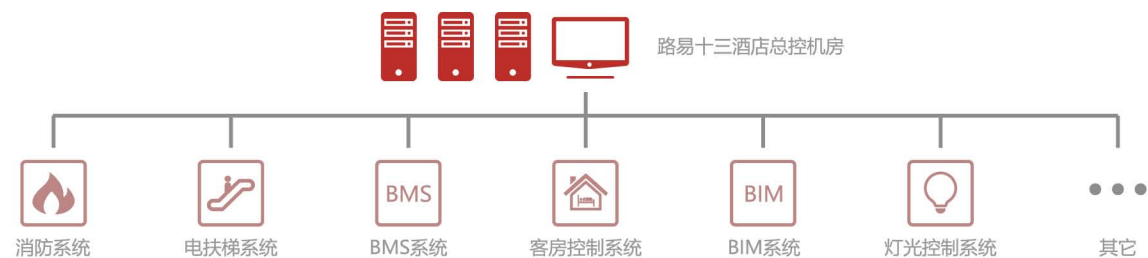 路易十三酒店总控机房
BMS
BIM
消防系统
电扶梯系统
BMS系统
客房控制系统
BIM系统
灯光控制系统
其它